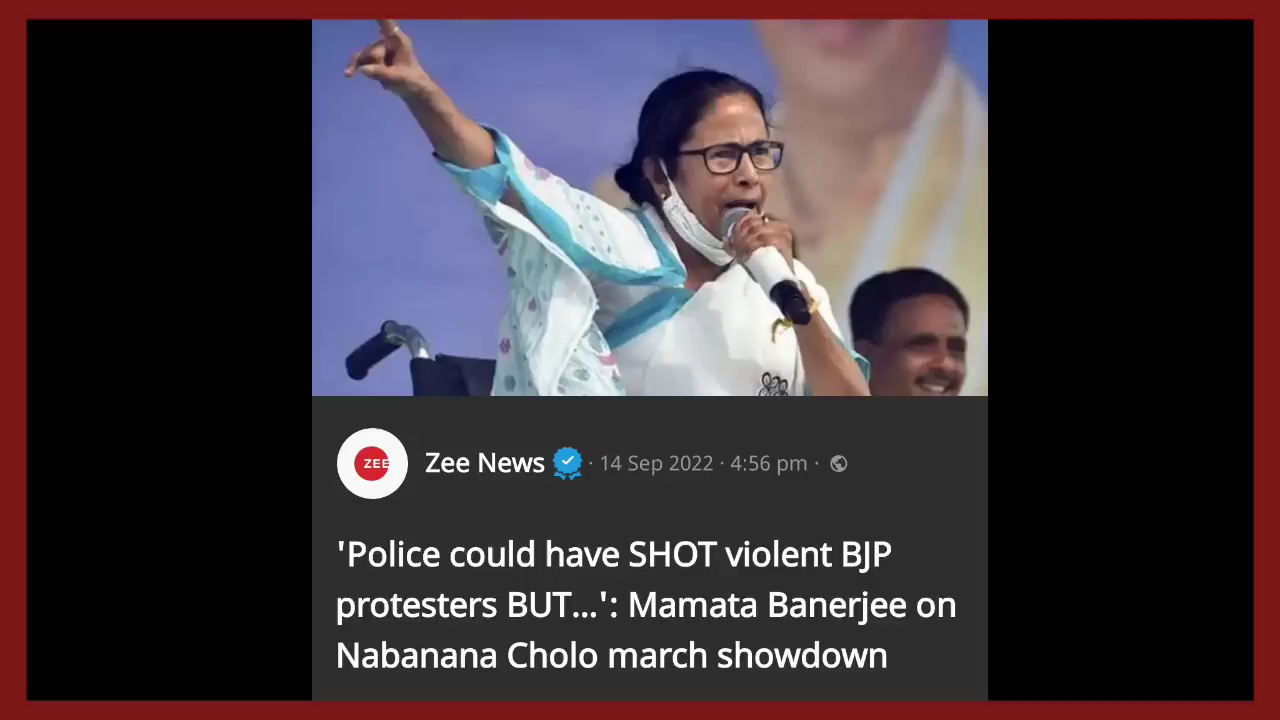 ZEE
Zee News · 14 Sep 2022 · 4:56 pm ·
'Police could have SHOT violent BJP
protesters BUT...': Mamata Banerjee on
Nabanana Cholo march showdown